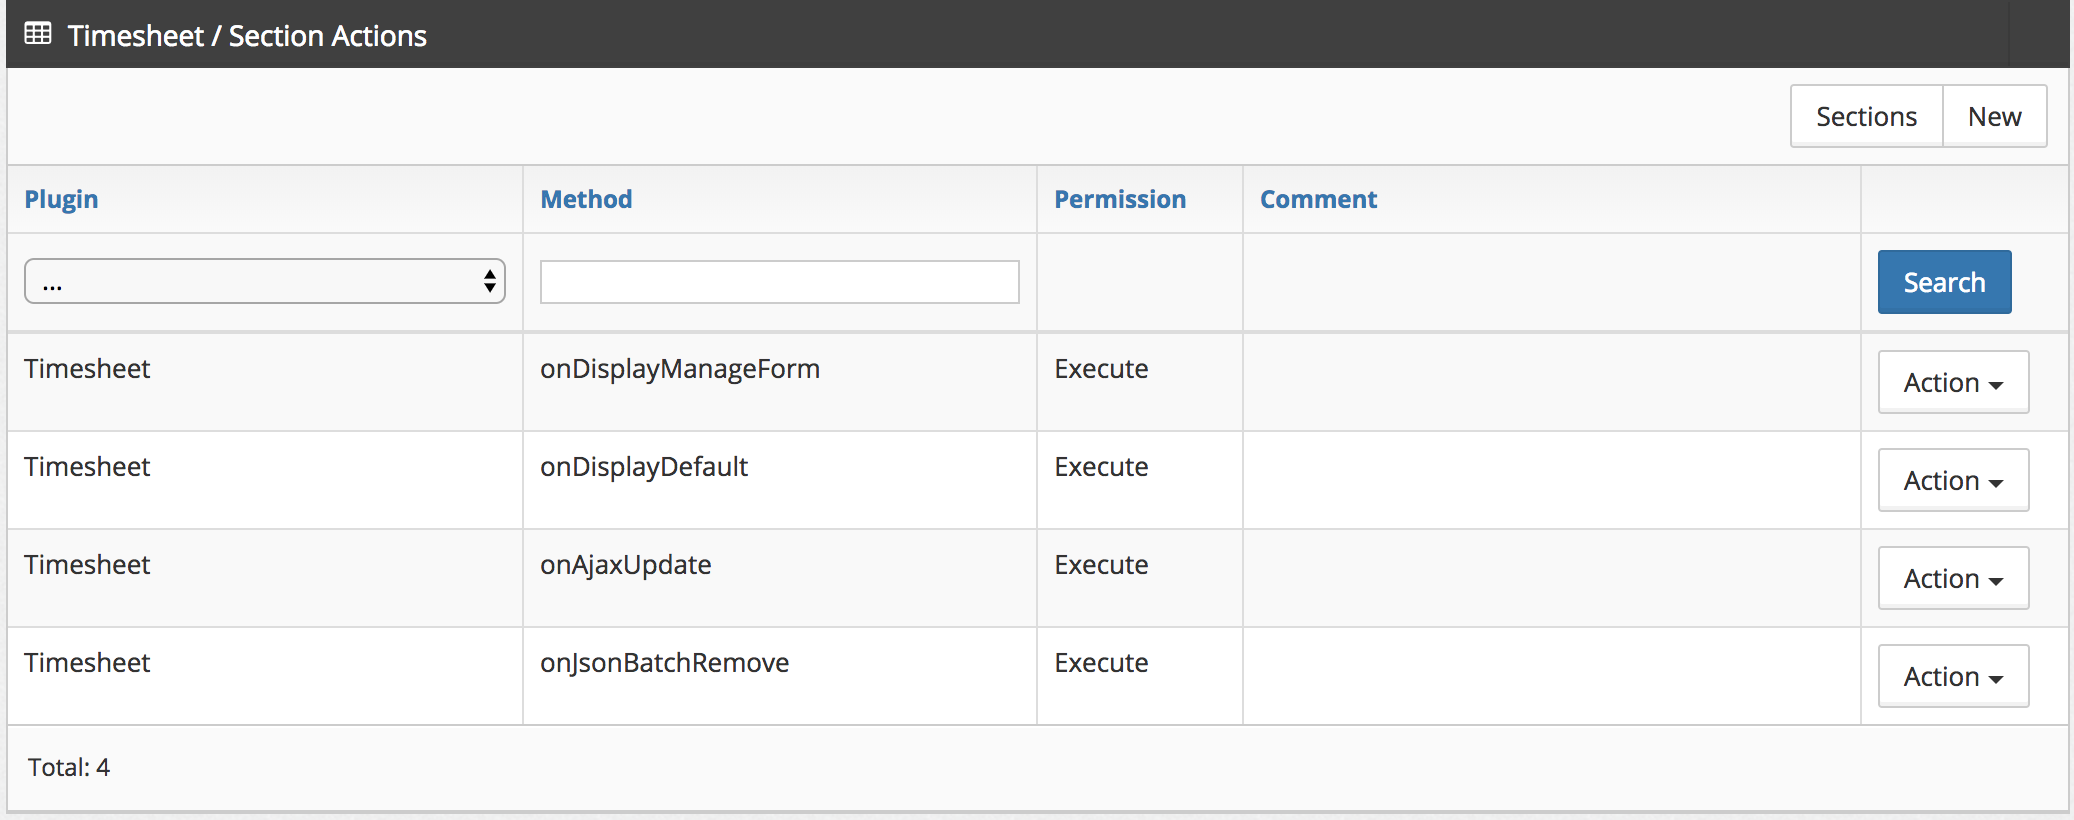 Timesheet / Section Actions
Sections New
Plugin Method Permission Comment
... Search
Timesheet onDisplayManageForm Execute Action
Timesheet onDisplayDefault Execute Action
Timesheet onAjaxUpdate Execute Action
Timesheet onJsonBatchRemove Execute Action
Total: 4